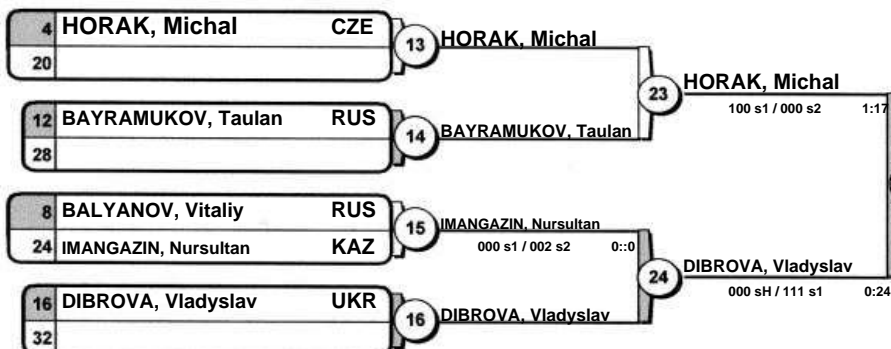 4 HORAK, Michal CZE
20
13 HORAK, Michal
12 BAYRAMUKOV, Taulan RUS
28
14 BAYRAMUKOV, Taulan
23 HORAK, Michal
100 s1 / 000 s2 1:17
8 BALYANOV, Vitaliy RUS
24 IMANGAZIN, Nursultan KAZ
15 IMANGAZIN, Nursultan
000 s1 / 002 s2 0::0
16 DIBROVA, Vladyslav UKR
32
16 DIBROVA, Vladyslav
24 DIBROVA, Vladyslav
000 sH / 111 s1 0:24